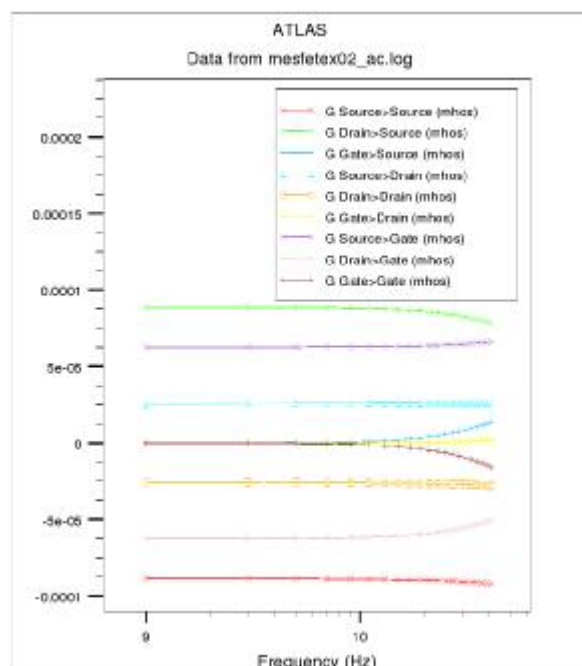 ATLAS
Data from mesfetex02_ac.log
G Source>Source (mhos)
G Drain>Source (mhos)
G Gate>Source (mhos)
G Source>Drain (mhos)
G Drain>Drain (mhos)
G Gate>Drain (mhos)
G Source>Gate (mhos)
G Drain>Gate (mhos)
G Gate>Gate (mhos)
0.0002
0.00015
0.0001
5e-05
0
-5e-05
-0.0001
9
10
Frequency (Hz)